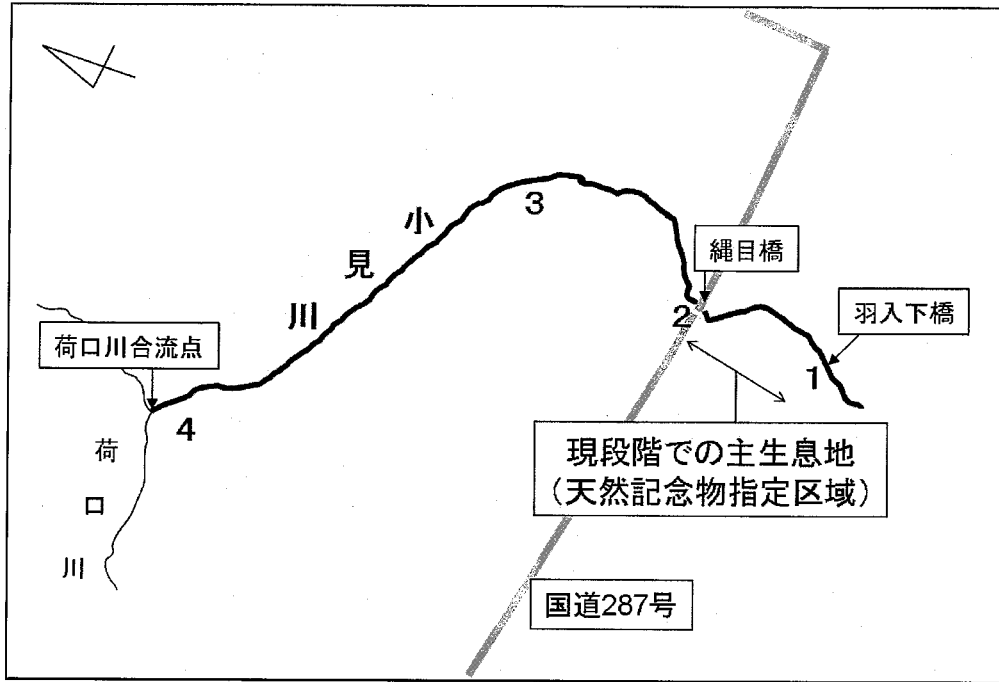 3
小
見
川
縄目橋
2
羽入下橋
1
荷口川合流点
4
荷
口
川
現段階での主生息地
（天然記念物指定区域）
国道287号